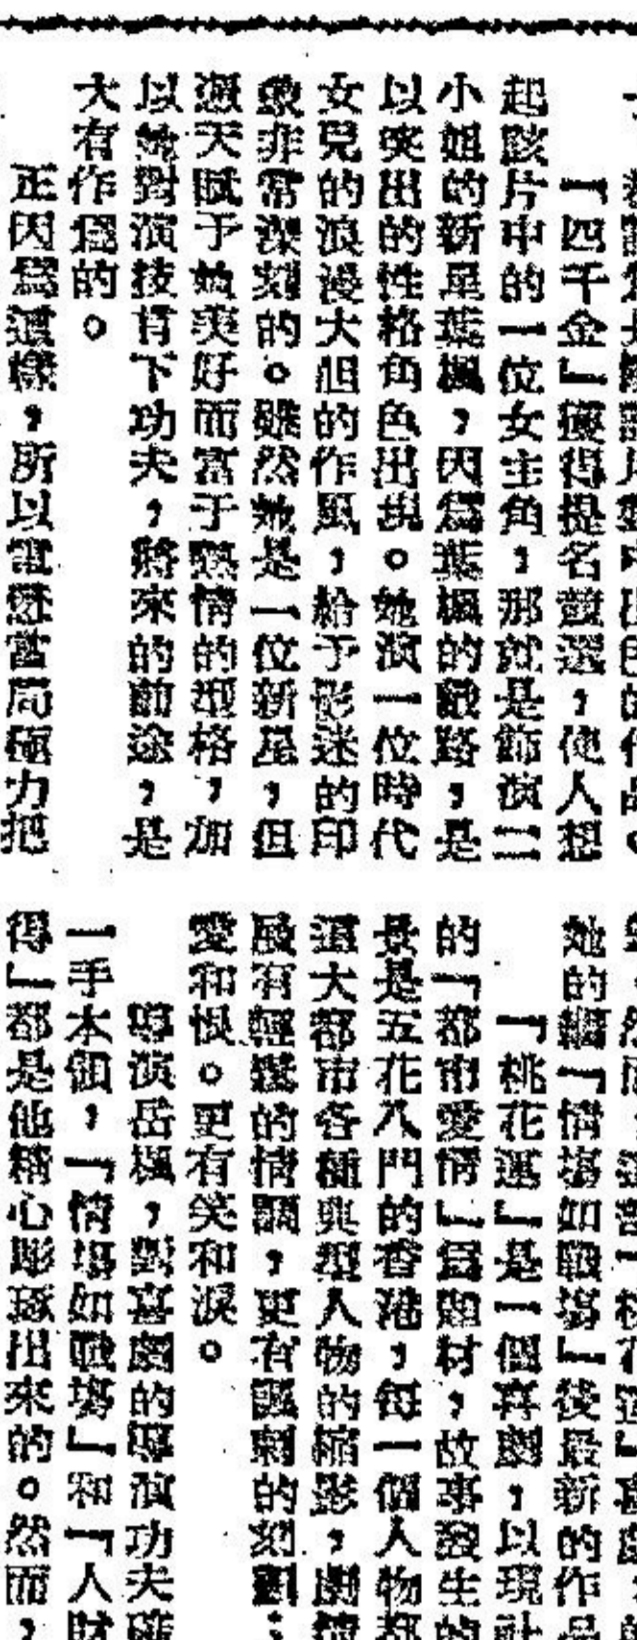 「四千金」獲得提名競選，使人想
起該片中的一位女主角，那就是飾演二
小姐的新星葉楓，因爲葉楓的戲路，是
以突出的性格角色出現。她演一位時代
女兒的浪漫大胆的作風，給予影迷的印
象非常深刻的。雖然她是一位新星，但
憑天賦予她美好而富于熱情的型格，加
以她對演技肯下功夫，將來的前途，是
大有作爲的。
正因爲這樣，所以電懋當局極力把
她的繼「情場如戰場」後最新的作品
「桃花運」是一個喜劇，以現社
的「都市愛情」爲題材，故事發生的
景是五花八門的香港，每一個人物都
這大都市各種典型人物的縮影，劇情
雖有輕鬆的情調，更有諷刺的刻劃；
愛和恨。更有笑和淚。
導演岳楓，對喜劇的導演功夫確
一手本領，「情場如戰場」和「人財
得」都是他精心彫琢出來的。然而，